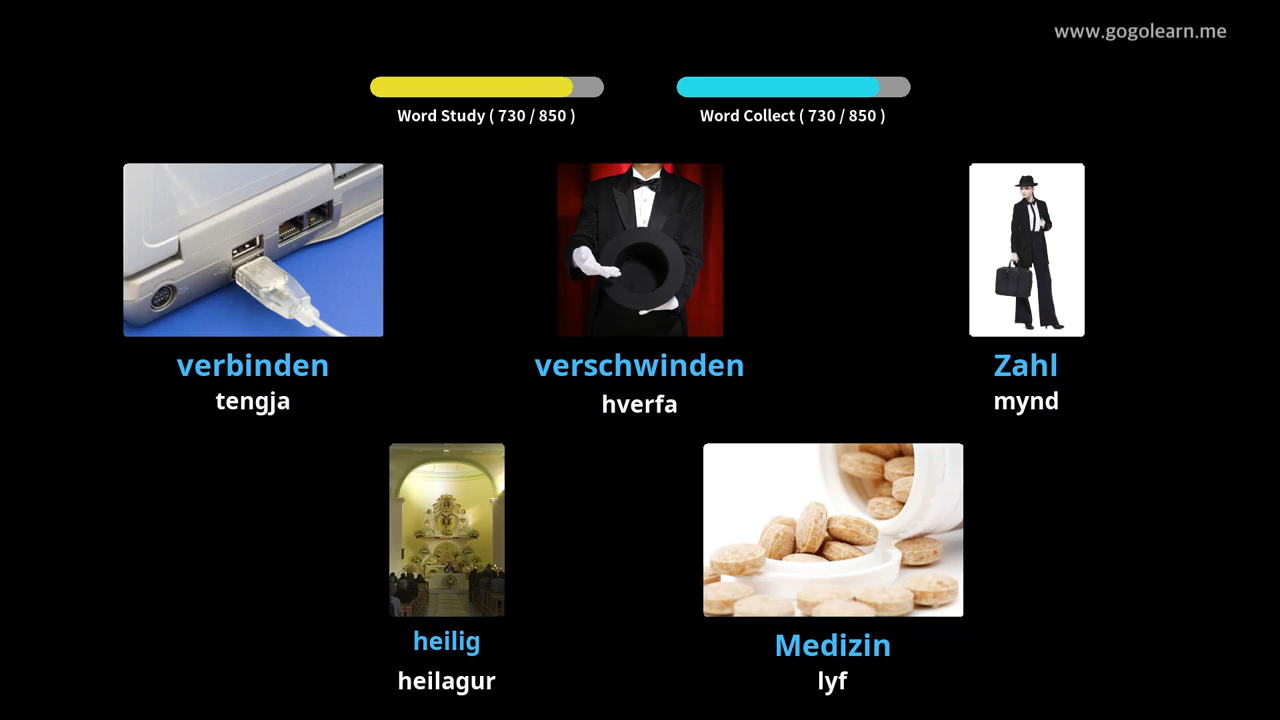 www.gogolearn.me
Word Study ( 730 / 850 )
Word Collect ( 730 / 850 )
verbinden
tengja
verschwinden
hverfa
Zahl
mynd
heilig
heilagur
Medizin
lyf